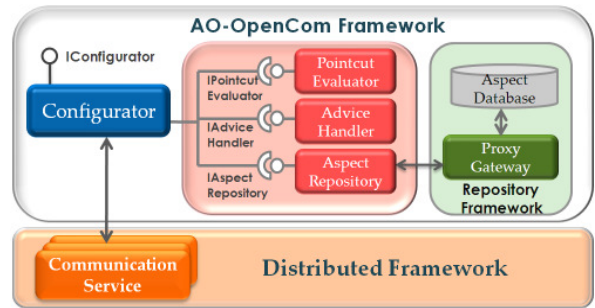 AO-OpenCom Framework
IConfigurator
Configurator
IPointcut
Evaluator
IAdvice
Handler
IAspect
Repository
Pointcut
Evaluator
Advice
Handler
Aspect
Repository
Aspect
Database
Proxy
Gateway
Repository
Framework
Communication
Service
Distributed Framework